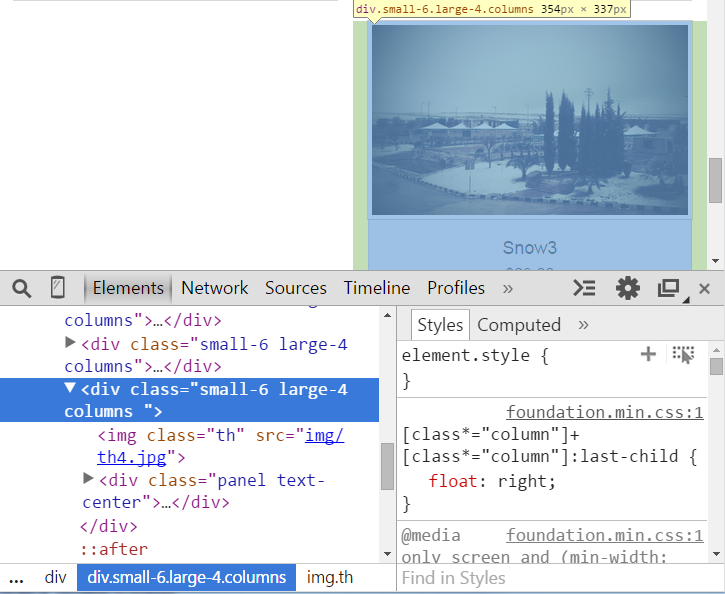 div.small-6.large-4.columns 354px × 337px
Snow3
Elements Network Sources Timeline Profiles »
columns">…</div>
▶<div class="small-6 large-4
columns">…</div>
▼<div class="small-6 large-4
columns ">
<img class="th" src="img/
th4.jpg">
▶<div class="panel text-
center">…</div>
</div>
::after
... div div.small-6.large-4.columns img.th
Styles Computed »
element.style {
}
foundation.min.css:1
[class*="column"]+
[class*="column"]:last-child {
float: right;
}
@media foundation.min.css:1
only screen and (min-width:
Find in Styles